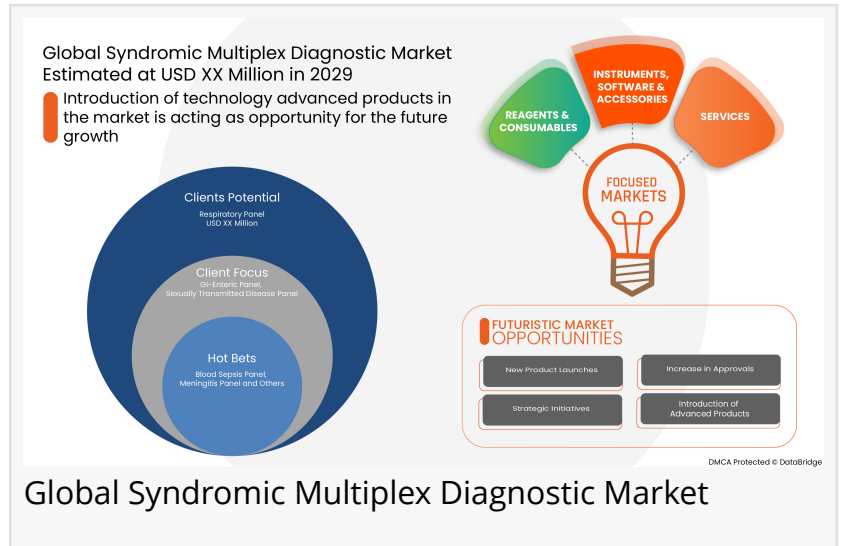 Global Syndromic Multiplex Diagnostic Market
Estimated at USD XX Million in 2029
Introduction of technology advanced products in
the market is acting as opportunity for the future
growth
Clients Potential
Respiratory Panel
USD XX Million
Client Focus
GI-Enteric Panel,
Sexually Transmitted Disease Panel
Hot Bets
Blood Sepsis Panel,
Meningitis Panel and Others
REAGENTS &
CONSUMABLES
INSTRUMENTS,
SOFTWARE &
ACCESSORIES
SERVICES
FOCUSED
MARKETS
FUTURISTIC MARKET
OPPORTUNITIES
New Product Launches
Increase in Approvals
Strategic Initiatives
Introduction of
Advanced Products
DMCA Protected © DataBridge
Global Syndromic Multiplex Diagnostic Market